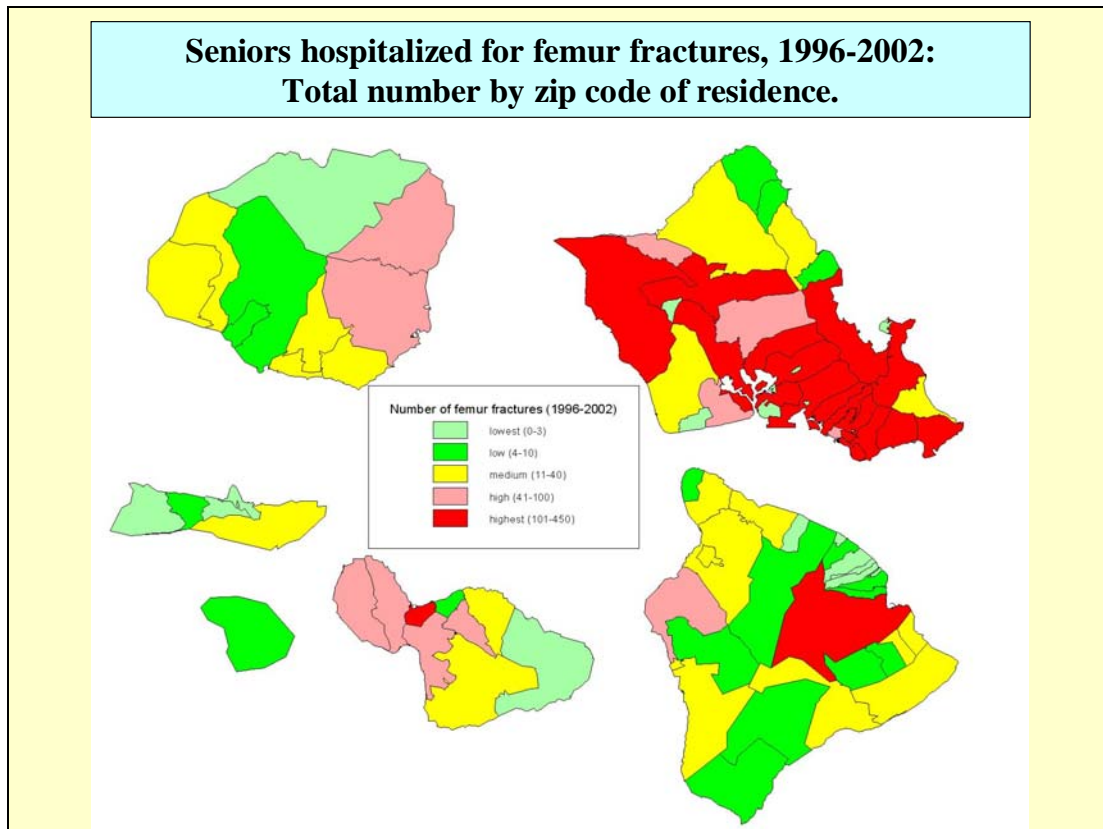 Seniors hospitalized for femur fractures, 1996-2002:
Total number by zip code of residence.
Number of femur fractures (1996-2002)
lowest (0-3)
low (4-10)
medium (11-40)
high (41-100)
highest (101-450)